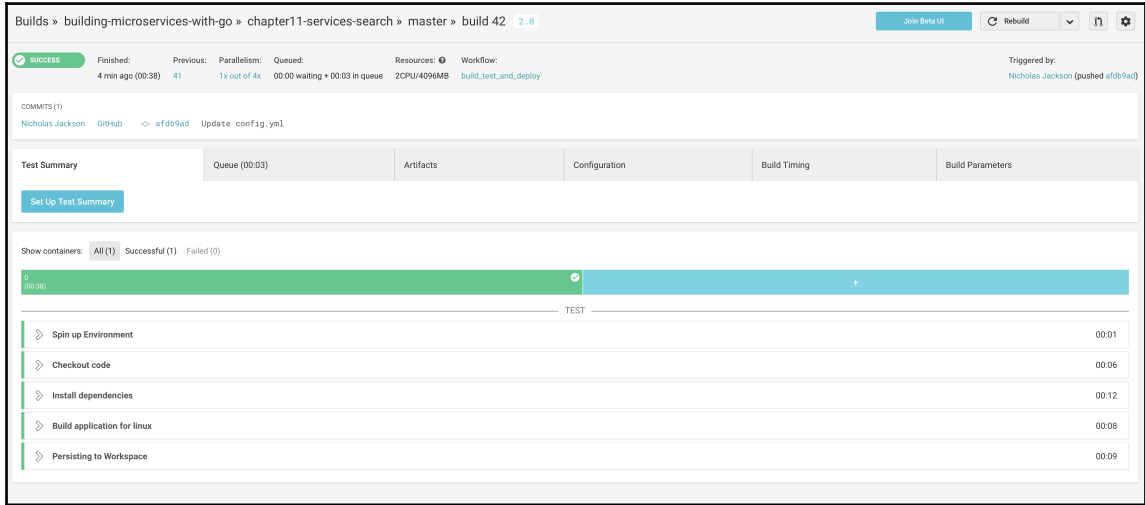 Builds » building-microservices-with-go » chapter11-services-search » master » build 42 2.0
Join Beta UI
Rebuild
SUCCESS
Finished: Previous: Parallelism: Queued: Resources: Workflow: Triggered by:
4 min ago (00:38) 41 1x out of 4x 00:00 waiting + 00:03 in queue 2CPU/4096MB build_test_and_deploy Nicholas Jackson (pushed afdb9ad)
COMMITS (1)
Nicholas Jackson GitHub afdb9ad Update config.yml
Test Summary Queue (00:03) Artifacts Configuration Build Timing Build Parameters
Set Up Test Summary
Show containers: All (1) Successful (1) Failed (0)
0
(00:38)
+
TEST
Spin up Environment 00:01
Checkout code 00:06
Install dependencies 00:12
Build application for linux 00:08
Persisting to Workspace 00:09